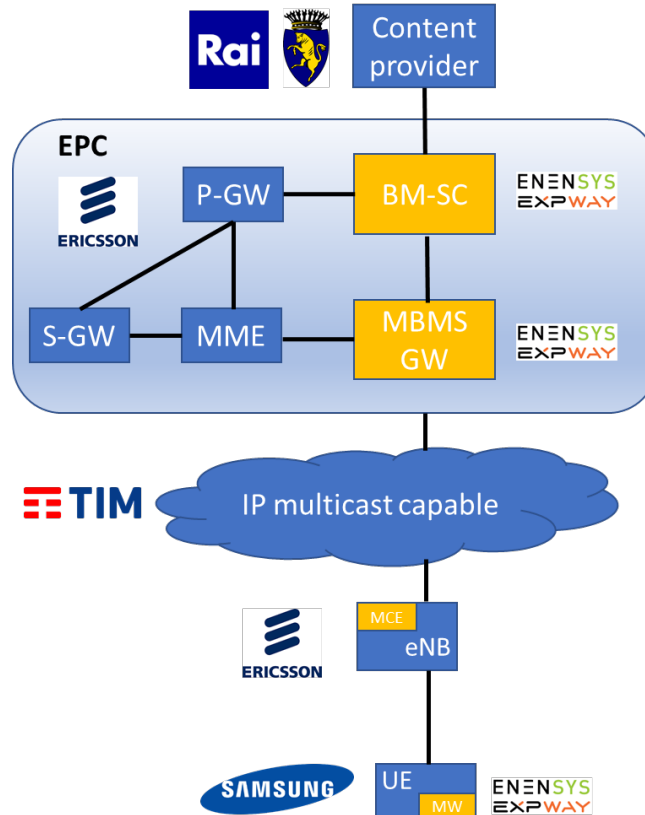 Rai
Content
provider
EPC
ERICSSON
P-GW
BM-SC
ENENSYS
EXPWAY
S-GW
MME
MBMS
GW
ENENSYS
EXPWAY
TIM
IP multicast capable
ERICSSON
MCE
eNB
SAMSUNG
UE
MW
ENENSYS
EXPWAY